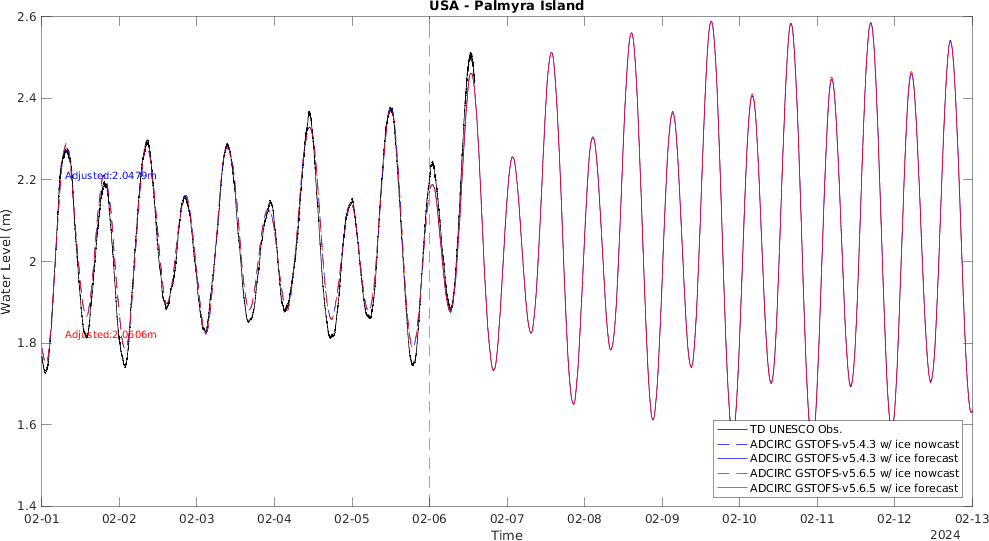 USA - Palmyra Island
2.6
2.4
2.2
2
1.8
1.6
1.4
Water Level (m)
Adjusted:2.0479m
Adjusted:2.0606m
TD UNESCO Obs.
ADCIRC GSTOFS-v5.4.3 w/ ice nowcast
ADCIRC GSTOFS-v5.4.3 w/ ice forecast
ADCIRC GSTOFS-v5.6.5 w/ ice nowcast
ADCIRC GSTOFS-v5.6.5 w/ ice forecast
02-01 02-02 02-03 02-04 02-05 02-06 02-07 02-08 02-09 02-10 02-11 02-12 02-13
Time
2024